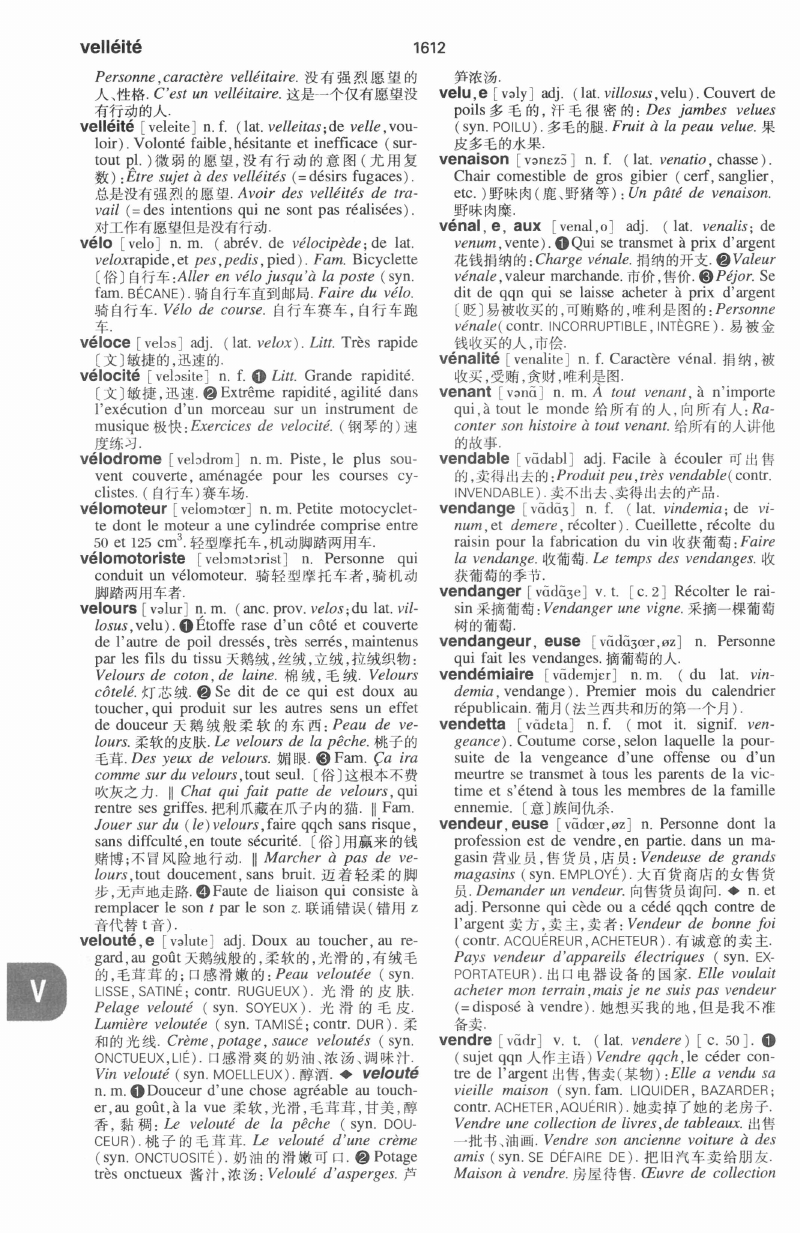 velléité
1612
Personne,caractère velléitaire. 没有强烈愿望的
人、性格. C'est un velléitaire. 这是一个仅有愿望没
有行动的人.
velléité [veleite] n. f. (lat. velleitas; de velle, vou-
loir). Volonté faible,hésitante et inefficace (sur-
tout pl.)微弱的愿望,没有行动的意图(尤用复
数):Être sujet à des velléités (=désirs fugaces).
总是没有强烈的愿望. Avoir des velléités de tra-
vail (=des intentions qui ne sont pas réalisées).
对工作有愿望但是没有行动.
vélo [velo] n. m. (abrév. de vélocipède; de lat.
veloxrapide,et pes,pedis,pied). Fam. Bicyclette
〔俗〕自行车:Aller en vélo jusqu'à la poste (syn.
fam. BÉCANE). 骑自行车直到邮局. Faire du vélo.
骑自行车. Vélo de course. 自行车赛车,自行车跑
车.
véloce [velɔs] adj. (lat. velox). Litt. Très rapide
〔文〕敏捷的,迅速的.
vélocité [velɔsite] n. f. ❶ Litt. Grande rapidité.
〔文〕敏捷,迅速. ❷ Extrême rapidité, agilité dans
l'exécution d'un morceau sur un instrument de
musique 极快:Exercices de velocité. (钢琴的)速
度练习.
vélodrome [velɔdrom] n. m. Piste, le plus sou-
vent couverte, aménagée pour les courses cy-
clistes. (自行车)赛车场.
vélomoteur [velomɔtœr] n. m. Petite motocyclet-
te dont le moteur a une cylindrée comprise entre
50 et 125 cm³. 轻型摩托车,机动脚踏两用车.
vélomotoriste [velɔmɔtɔrist] n. Personne qui
conduit un vélomoteur. 骑轻型摩托车者,骑机动
脚踏两用车者.
velours [vəlur] n. m. (anc. prov. velos;du lat. vil-
losus,velu). ❶Étoffe rase d'un côté et couverte
de l'autre de poil dressés, très serrés, maintenus
par les fils du tissu 天鹅绒,丝绒,立绒,拉绒织物:
Velours de coton, de laine. 棉绒,毛绒. Velours
côtelé. 灯芯绒. ❷ Se dit de ce qui est doux au
toucher,qui produit sur les autres sens un effet
de douceur 天鹅绒般柔软的东西: Peau de ve-
lours. 柔软的皮肤. Le velours de la pêche. 桃子的
毛茸. Des yeux de velours. 媚眼. ❸ Fam. Ça ira
comme sur du velours,tout seul. 〔俗〕这根本不费
吹灰之力. ‖ Chat qui fait patte de velours, qui
rentre ses griffes. 把利爪藏在爪子内的猫. ‖ Fam.
Jouer sur du (le)velours,faire qqch sans risque,
sans diffculté,en toute sécurité. 〔俗〕用赢来的钱
赌博;不冒风险地行动. ‖ Marcher à pas de ve-
lours,tout doucement, sans bruit. 迈着轻柔的脚
步,无声地走路. ❹Faute de liaison qui consiste à
remplacer le son t par le son z. 联诵错误(错用 z
音代替 t 音).
velouté,e [vəlute] adj. Doux au toucher, au re-
gard,au goût 天鹅绒般的,柔软的,光滑的,有绒毛
的,毛茸茸的;口感滑嫩的: Peau veloutée (syn.
LISSE, SATINÉ; contr. RUGUEUX). 光滑的皮肤.
Pelage velouté (syn. SOYEUX). 光滑的毛皮.
Lumière veloutée (syn. TAMISÉ; contr. DUR). 柔
和的光线. Crème,potage, sauce veloutés (syn.
ONCTUEUX,LIÉ). 口感滑爽的奶油、浓汤、调味汁.
Vin velouté (syn. MOELLEUX). 醇酒. ◆ velouté
n. m. ❶Douceur d'une chose agréable au touch-
er,au goût,à la vue 柔软,光滑,毛茸茸,甘美,醇
香,黏稠: Le velouté de la pêche (syn. DOU-
CEUR). 桃子的毛茸茸. Le velouté d'une crème
(syn. ONCTUOSITÉ). 奶油的滑嫩可口. ❷ Potage
très onctueux 酱汁,浓汤: Veloulé d'asperges. 芦
笋浓汤.
velu,e [vəly] adj. (lat. villosus,velu). Couvert de
poils 多毛的,汗毛很密的: Des jambes velues
(syn. POILU). 多毛的腿. Fruit à la peau velue. 果
皮多毛的水果.
venaison [vənɛzɔ̃] n. f. (lat. venatio, chasse).
Chair comestible de gros gibier (cerf, sanglier,
etc.)野味肉(鹿、野猪等): Un pâté de venaison.
野味肉糜.
vénal, e, aux [venal,o] adj. (lat. venalis; de
venum,vente). ❶Qui se transmet à prix d'argent
花钱捐纳的:Charge vénale. 捐纳的开支. ❷Valeur
vénale,valeur marchande. 市价,售价. ❸Péjor. Se
dit de qqn qui se laisse acheter à prix d'argent
〔贬〕易被收买的,可贿赂的,唯利是图的: Personne
vénale(contr. INCORRUPTIBLE, INTÈGRE). 易被金
钱收买的人,市侩.
vénalité [venalite] n. f. Caractère vénal. 捐纳,被
收买,受贿,贪财,唯利是图.
venant [vənɑ̃] n. m. À tout venant, à n'importe
qui,à tout le monde 给所有的人,向所有人: Ra-
conter son histoire à tout venant. 给所有的人讲他
的故事.
vendable [vɑ̃dabl] adj. Facile à écouler 可出售
的,卖得出去的:Produit peu,très vendable(contr.
INVENDABLE). 卖不出去、卖得出去的产品.
vendange [vɑ̃dɑ̃ʒ] n. f. (lat. vindemia; de vi-
num,et demere, récolter). Cueillette, récolte du
raisin pour la fabrication du vin 收获葡萄:Faire
la vendange. 收葡萄. Le temps des vendanges. 收
获葡萄的季节.
vendanger [vɑ̃dɑ̃ʒe] v. t. [c. 2] Récolter le rai-
sin 采摘葡萄:Vendanger une vigne. 采摘一棵葡萄
树的葡萄.
vendangeur, euse [vɑ̃dɑ̃ʒœr,øz] n. Personne
qui fait les vendanges. 摘葡萄的人.
vendémiaire [vɑ̃demjɛr] n. m. (du lat. vin-
demia, vendange). Premier mois du calendrier
républicain. 葡月(法兰西共和历的第一个月).
vendetta [vɑ̃dɛta] n. f. (mot it. signif. ven-
geance). Coutume corse,selon laquelle la pour-
suite de la vengeance d'une offense ou d'un
meurtre se transmet à tous les parents de la vic-
time et s'étend à tous les membres de la famille
ennemie. 〔意〕族间仇杀.
vendeur, euse [vɑ̃dœr,øz] n. Personne dont la
profession est de vendre,en partie. dans un ma-
gasin 营业员,售货员,店员: Vendeuse de grands
magasins (syn. EMPLOYÉ). 大百货商店的女售货
员. Demander un vendeur. 向售货员询问. ◆ n. et
adj. Personne qui cède ou a cédé qqch contre de
l'argent 卖方,卖主,卖者: Vendeur de bonne foi
(contr. ACQUÉREUR, ACHETEUR). 有诚意的卖主.
Pays vendeur d'appareils électriques (syn. EX-
PORTATEUR). 出口电器设备的国家. Elle voulait
acheter mon terrain,mais je ne suis pas vendeur
(=disposé à vendre). 她想买我的地,但是我不准
备卖.
vendre [vɑ̃dr] v. t. (lat. vendere) [c. 50]. ❶
(sujet qqn 人作主语) Vendre qqch,le céder con-
tre de l'argent 出售,售卖(某物):Elle a vendu sa
vieille maison (syn. fam. LIQUIDER, BAZARDER;
contr. ACHETER,AQUÉRIR). 她卖掉了她的老房子.
Vendre une collection de livres,de tableaux. 出售
一批书、油画. Vendre son ancienne voiture à des
amis (syn. SE DÉFAIRE DE). 把旧汽车卖给朋友.
Maison à vendre. 房屋待售. Œuvre de collection
V